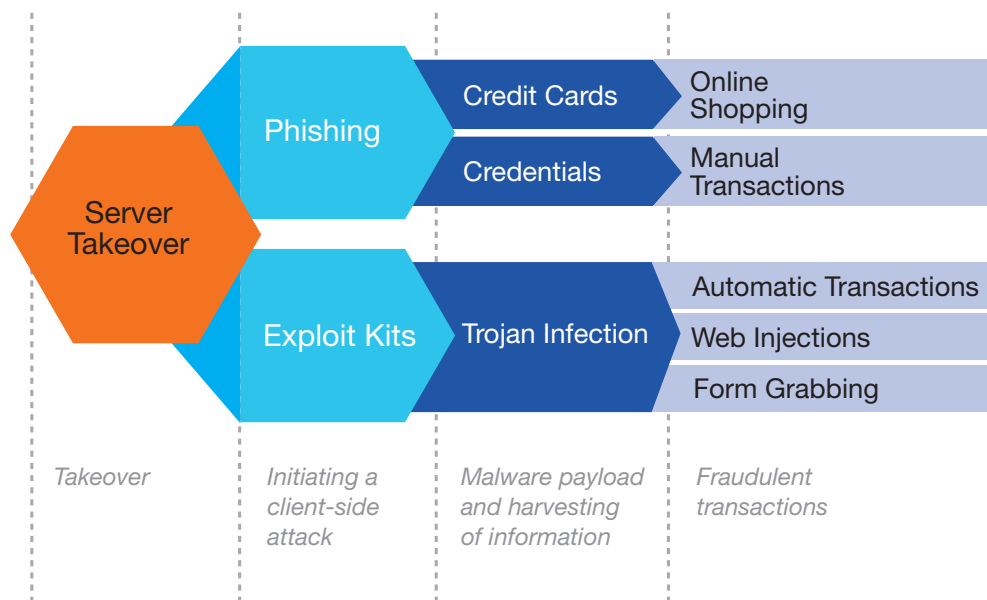 Server
Takeover
Phishing
Credit Cards
Online
Shopping
Credentials
Manual
Transactions
Exploit Kits
Trojan Infection
Automatic Transactions
Web Injections
Form Grabbing
Takeover
Initiating a
client-side
attack
Malware payload
and harvesting
of information
Fraudulent
transactions